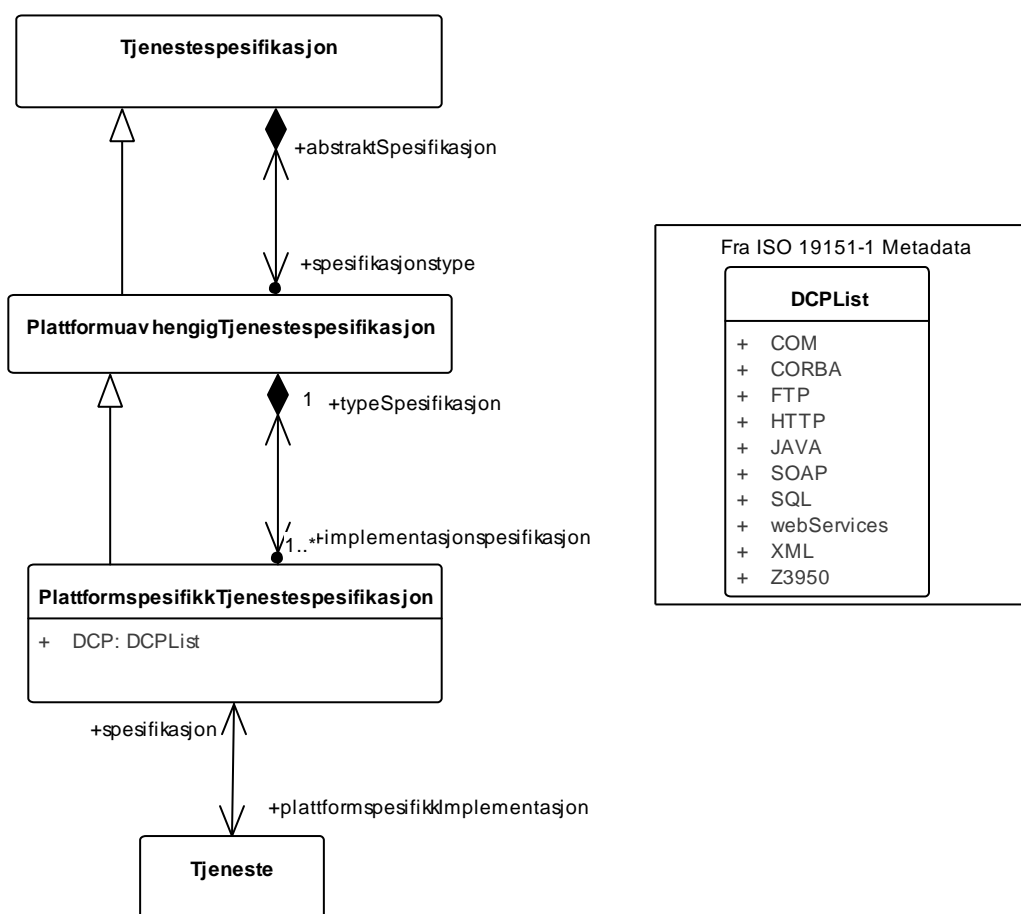 Tjenestespesifikasjon
+abstraktSpesifikasjon
+spesifikasjonstype
PlattformuavhengigTjenestespesifikasjon
1 +typeSpesifikasjon
1..* +implementasjonspesifikasjon
PlattformspesifikkTjenestespesifikasjon
+ DCP: DCPList
+spesifikasjon
+plattformspesifikkImplementasjon
Tjeneste
Fra ISO 19151-1 Metadata
DCPList
+ COM
+ CORBA
+ FTP
+ HTTP
+ JAVA
+ SOAP
+ SQL
+ webServices
+ XML
+ Z3950